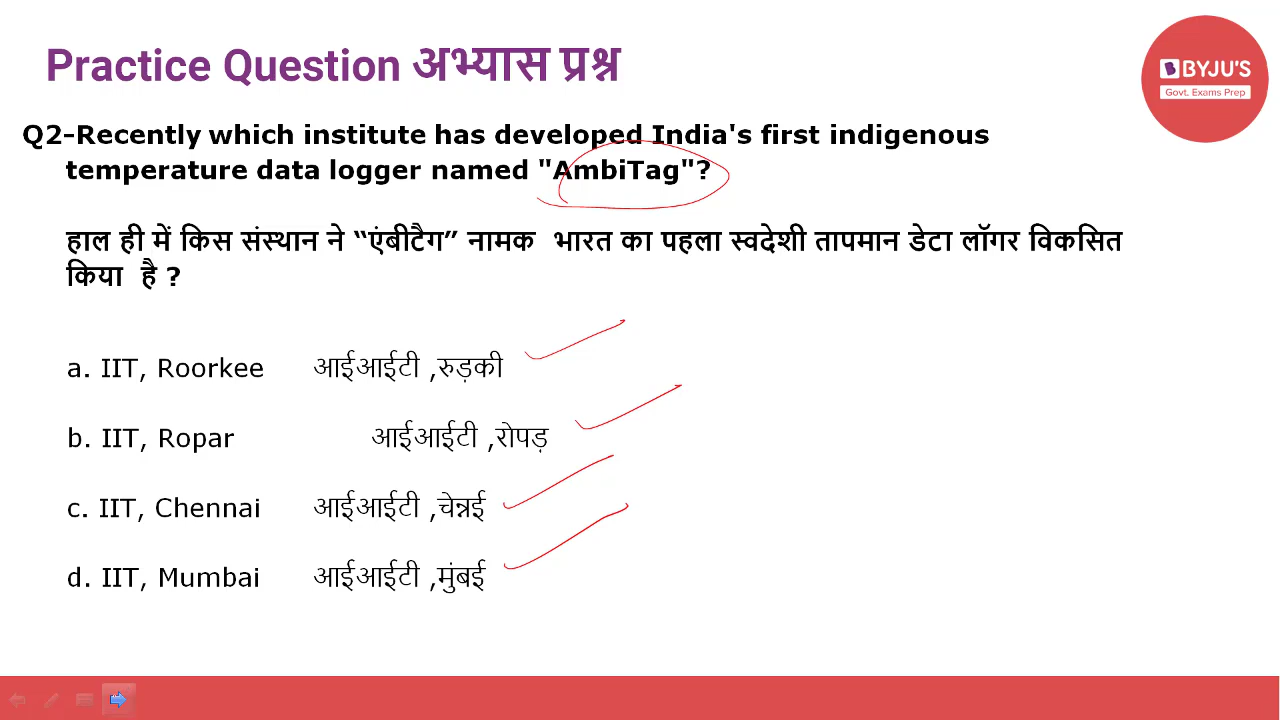 Practice Question अभ्यास प्रश्न
BYJU'S
Govt. Exams Prep
Q2-Recently which institute has developed India's first indigenous
temperature data logger named "AmbiTag"?
हाल ही में किस संस्थान ने “एंबीटैग” नामक भारत का पहला स्वदेशी तापमान डेटा लॉगर विकसित
किया है ?
a. IIT, Roorkee आईआईटी ,रुड़की
b. IIT, Ropar आईआईटी ,रोपड़
c. IIT, Chennai आईआईटी ,चेन्नई
d. IIT, Mumbai आईआईटी ,मुंबई